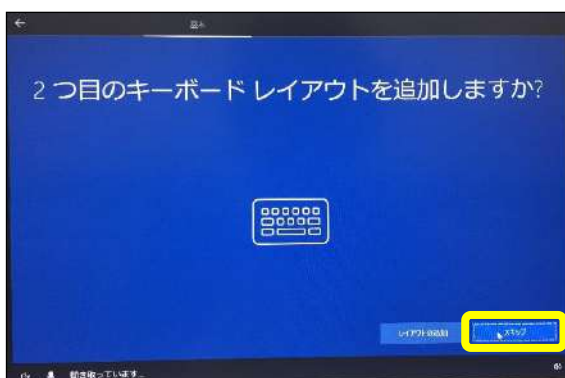 基本
2 つ目のキーボード レイアウトを追加しますか?
レイアウトの追加
スキップ
聞き取っています...